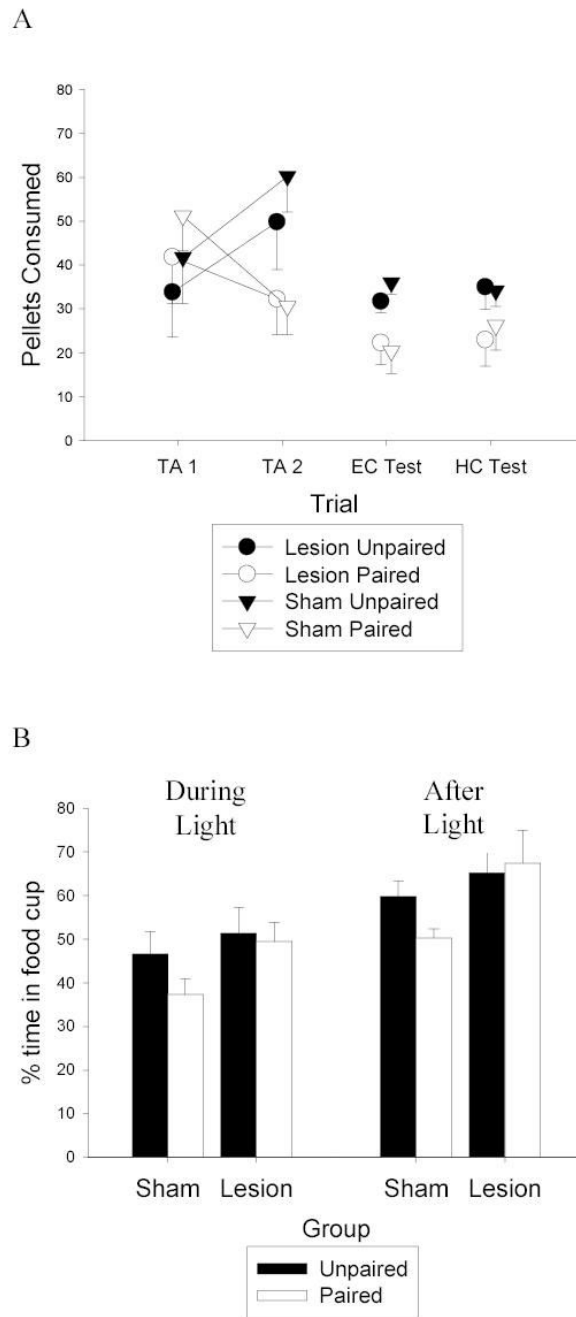 A
80
70
60
50
40
30
20
10
0
Pellets Consumed
TA 1 TA 2 EC Test HC Test
Trial
Lesion Unpaired
Lesion Paired
Sham Unpaired
Sham Paired
B
During Light
After Light
80
70
60
50
40
30
20
10
0
% time in food cup
Sham Lesion Sham Lesion
Group
Unpaired
Paired